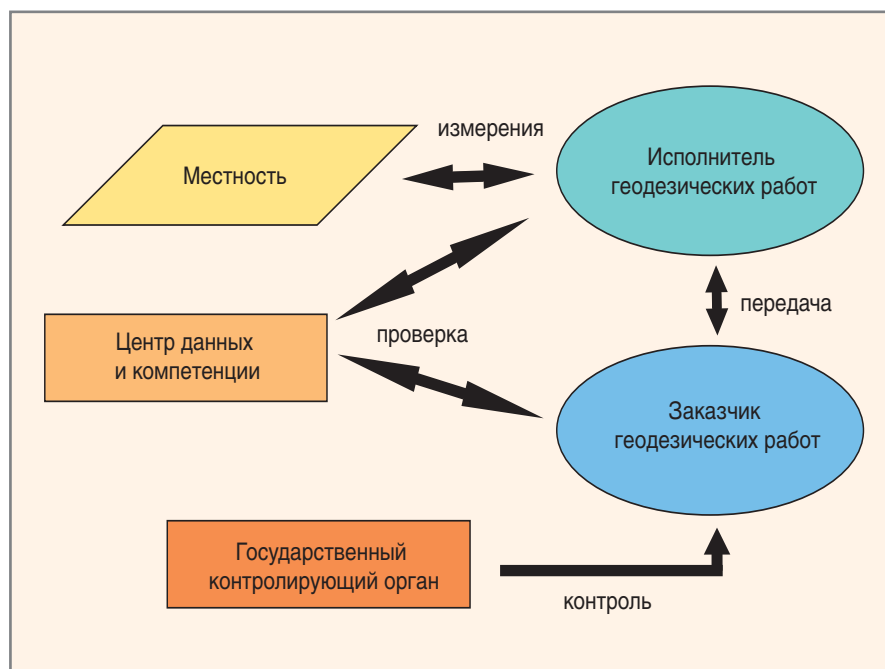 измерения
Местность
Исполнитель
геодезических работ
передача
Центр данных
и компетенции
проверка
Заказчик
геодезических работ
Государственный
контролирующий орган
контроль